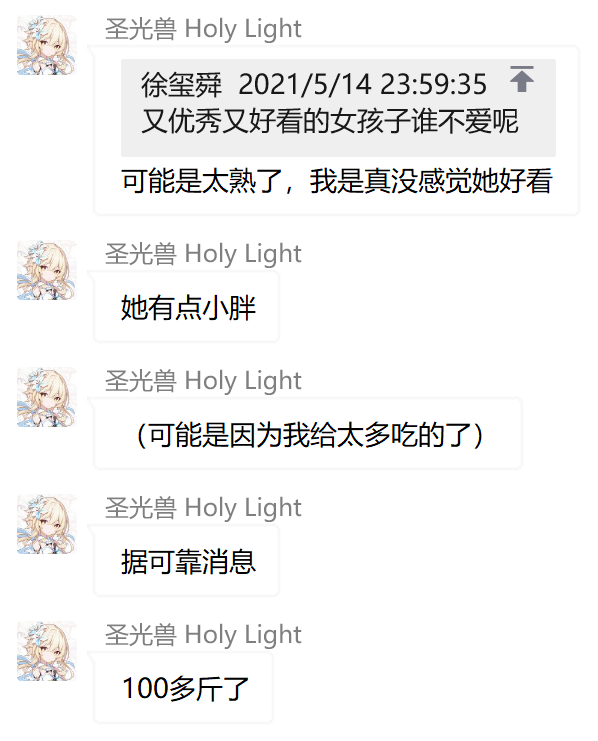 圣光兽 Holy Light
徐玺舜 2021/5/14 23:59:35
又优秀又好看的女孩子谁不爱呢
可能是太熟了，我是真没感觉她好看
圣光兽 Holy Light
她有点小胖
圣光兽 Holy Light
（可能是因为我给太多吃的了）
圣光兽 Holy Light
据可靠消息
圣光兽 Holy Light
100多斤了